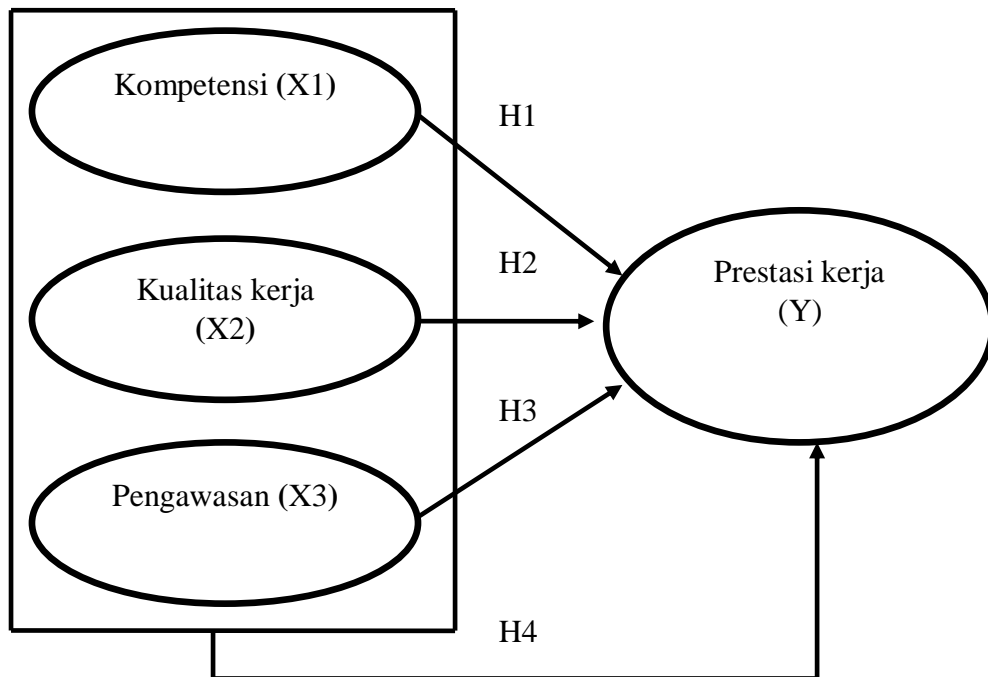 Kompetensi (X1)
H1
Kualitas kerja
(X2)
H2
Prestasi kerja
(Y)
Pengawasan (X3)
H3
H4